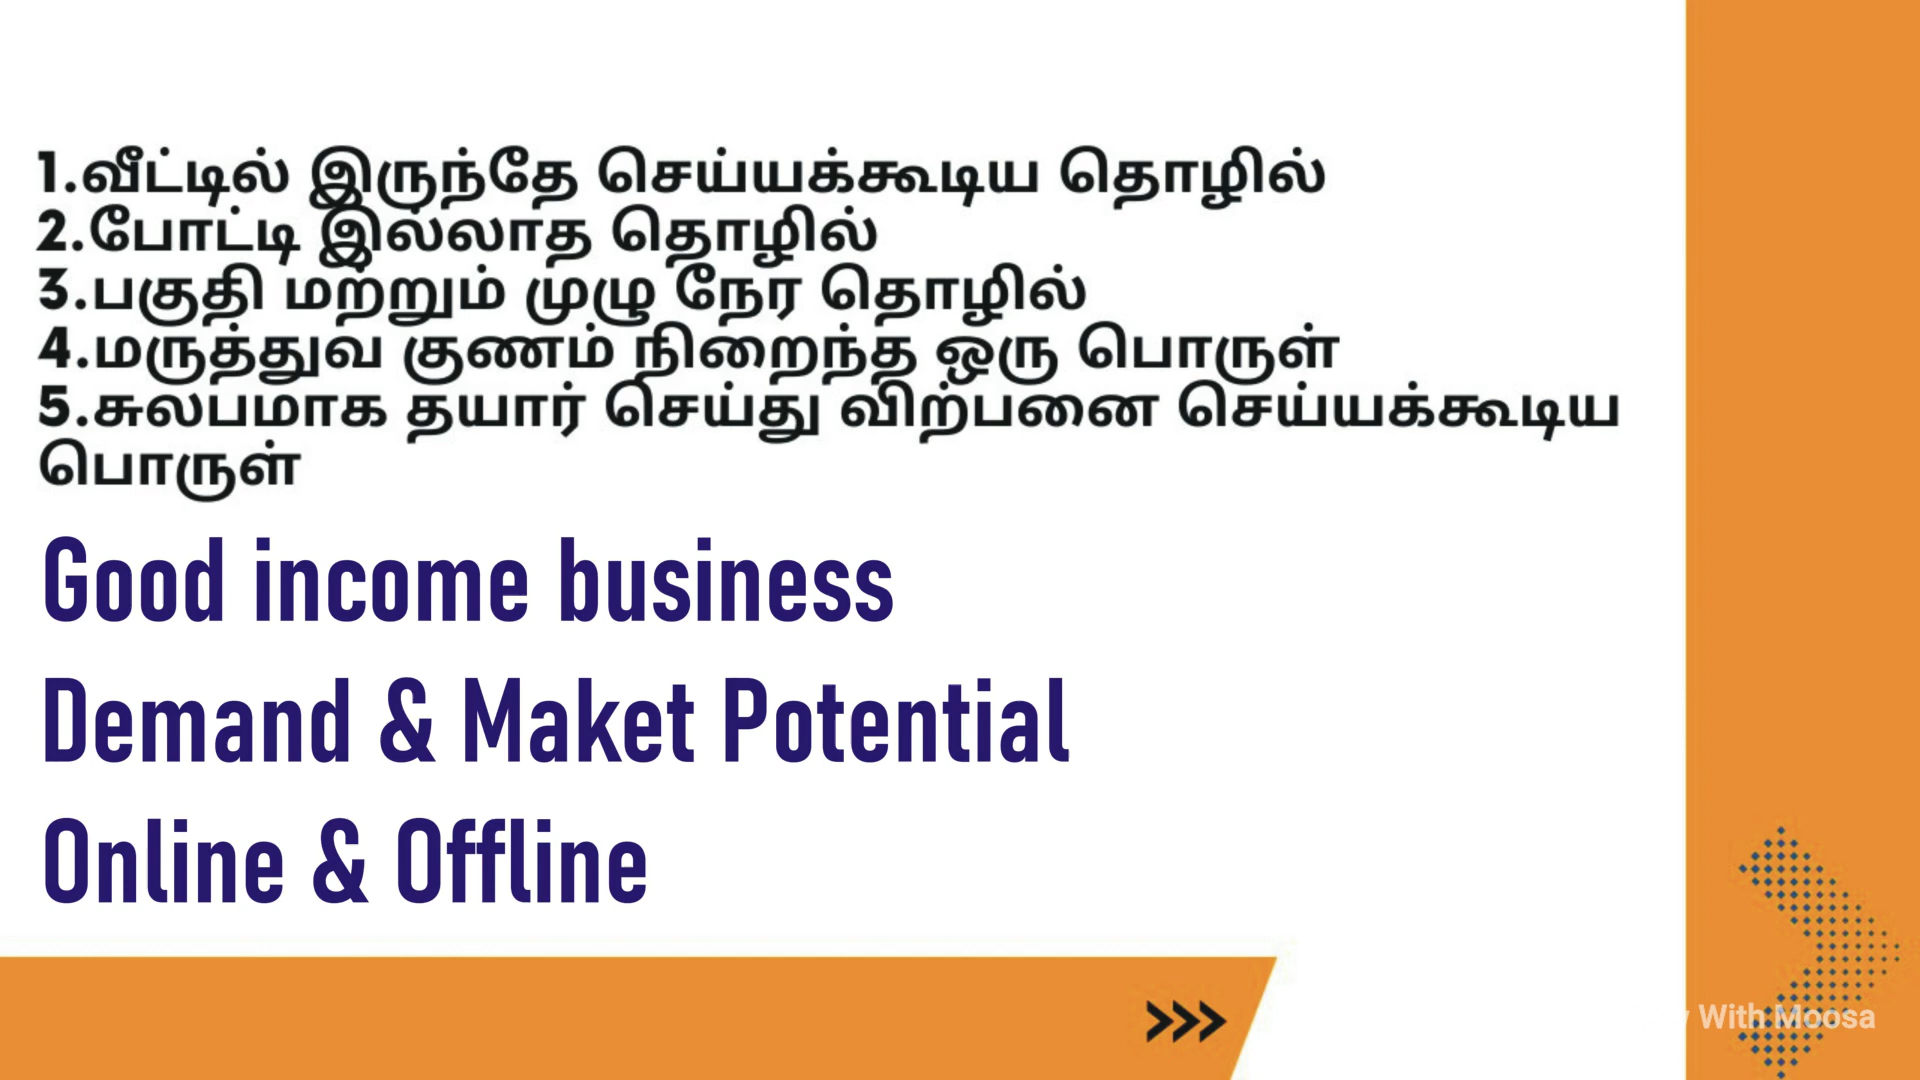 1.வீட்டில் இருந்தே செய்யக்கூடிய தொழில்
2.போட்டி இல்லாத தொழில்
3.பகுதி மற்றும் முழு நேர தொழில்
4.மருத்துவ குணம் நிறைந்த ஒரு பொருள்
5.சுலபமாக தயார் செய்து விற்பனை செய்யக்கூடிய
பொருள்
Good income business
Demand & Maket Potential
Online & Offline
With Moosa